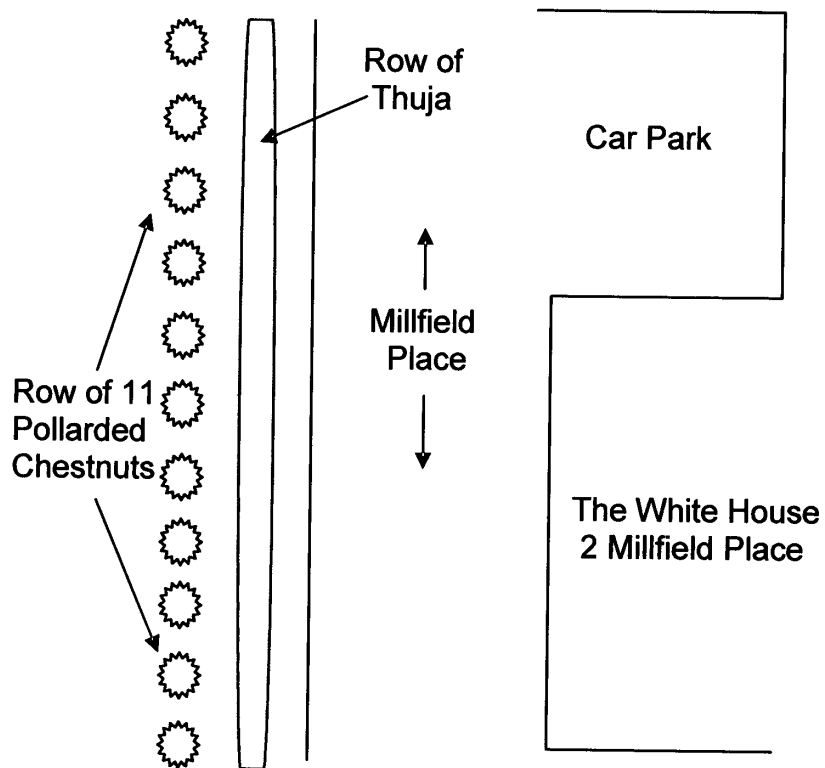 Row of
Thuja
Car Park
Millfield
Place
Row of 11
Pollarded
Chestnuts
The White House
2 Millfield Place